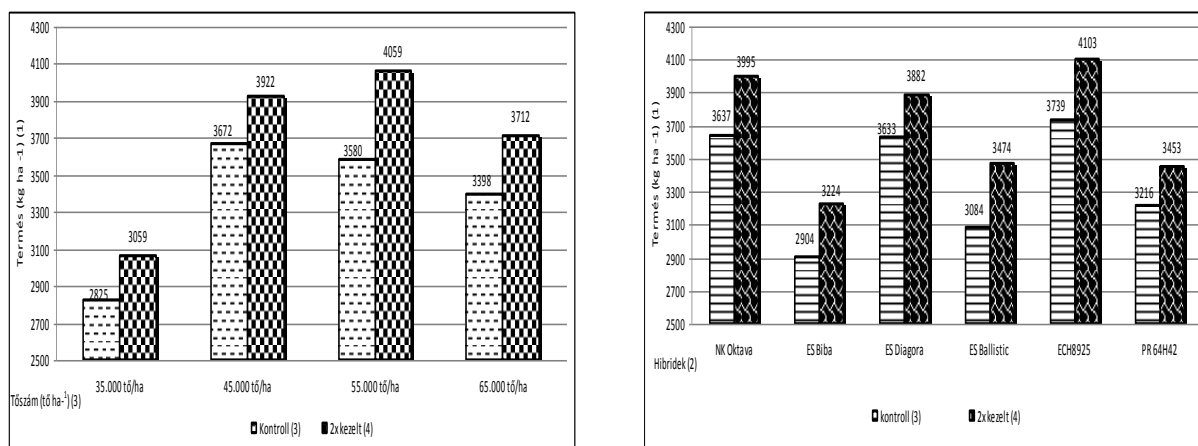 4300
4100
3900
3700
3500
3300
3100
2900
2700
2500
Termés (kg ha -1) (1)
2825
3059
3672
3922
3580
4059
3398
3712
35.000 tő/ha
45.000 tő/ha
55.000 tő/ha
65.000 tő/ha
Tőszám (tő ha-1) (3)
Kontroll (3)
2x kezelt (4)
4300
4100
3900
3700
3500
3300
3100
2900
2700
2500
Termés (kg ha -1) (1)
3637
3995
2904
3224
3633
3882
3084
3474
3739
4103
3216
3453
NK Oktava
ES Biba
ES Diagora
ES Ballistic
ECH8925
PR 64H42
Hibridek (2)
kontroll (3)
2x kezelt (4)